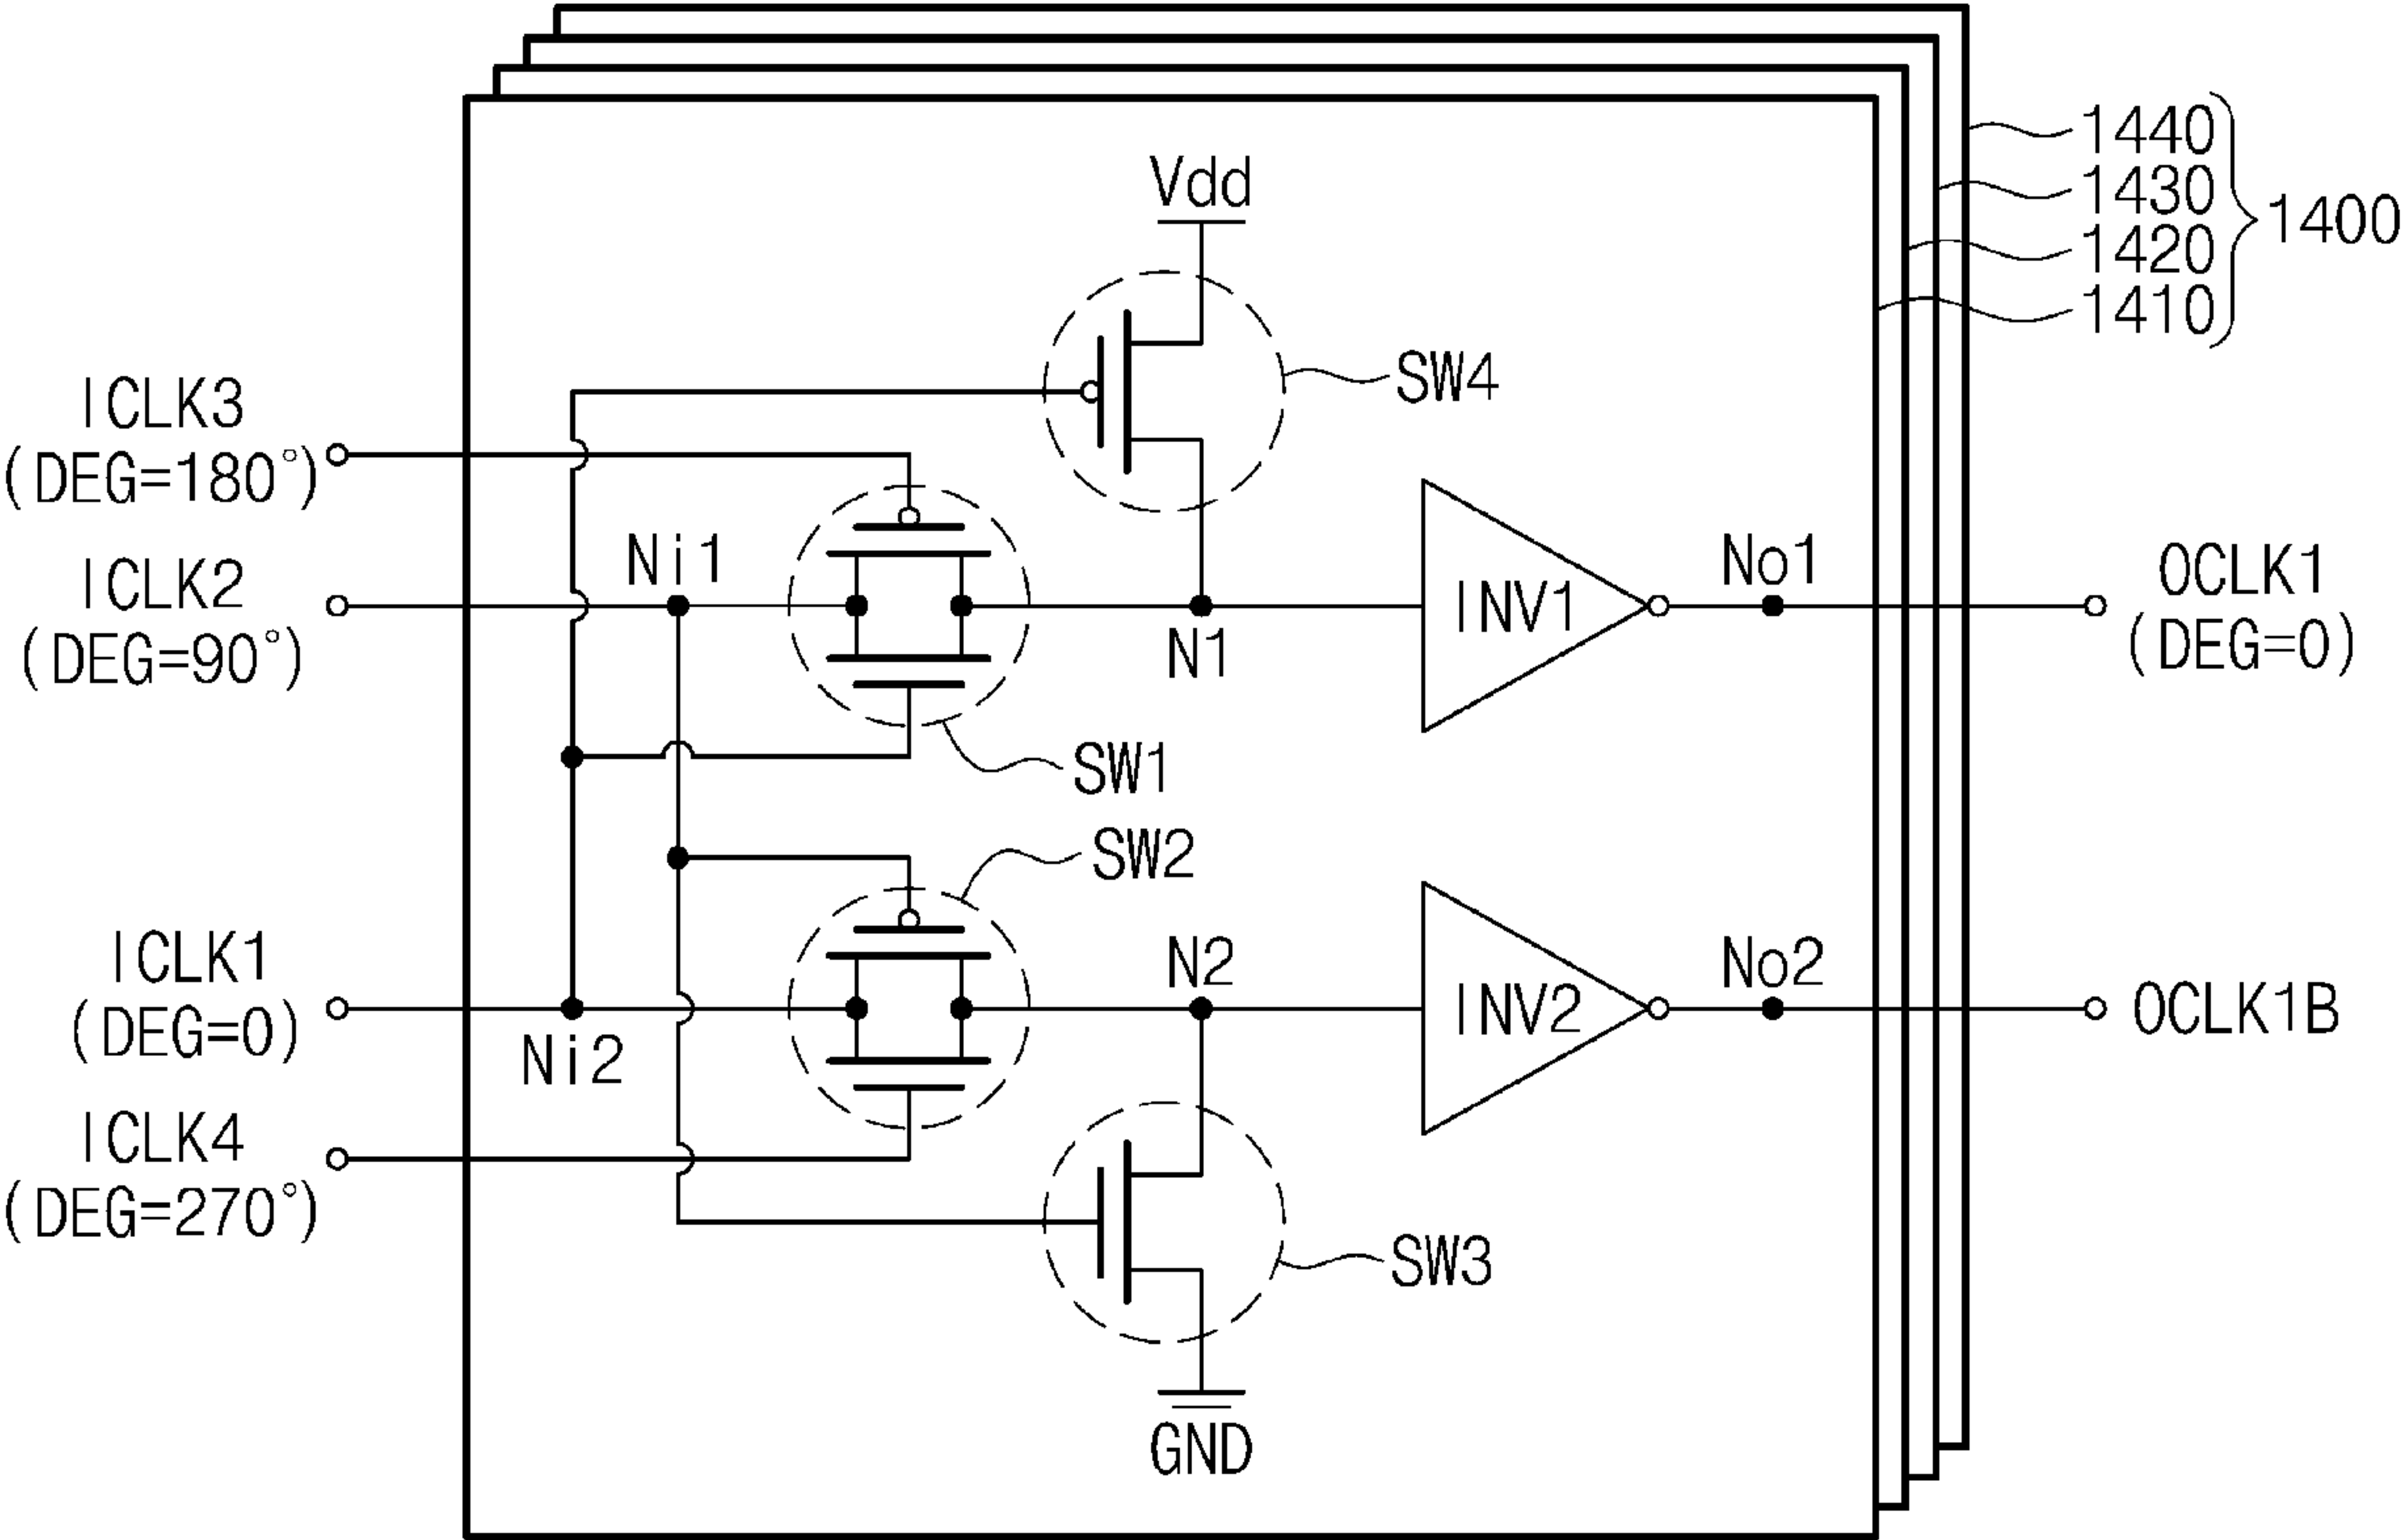 1440
1430
1420
1410
1400
Vdd
SW4
ICLK3
(DEG=180°)
ICLK2
(DEG=90°)
Ni1
N1
INV1
No1
OCLK1
(DEG=0)
SW1
SW2
ICLK1
(DEG=0)
Ni2
N2
INV2
No2
OCLK1B
ICLK4
(DEG=270°)
SW3
GND